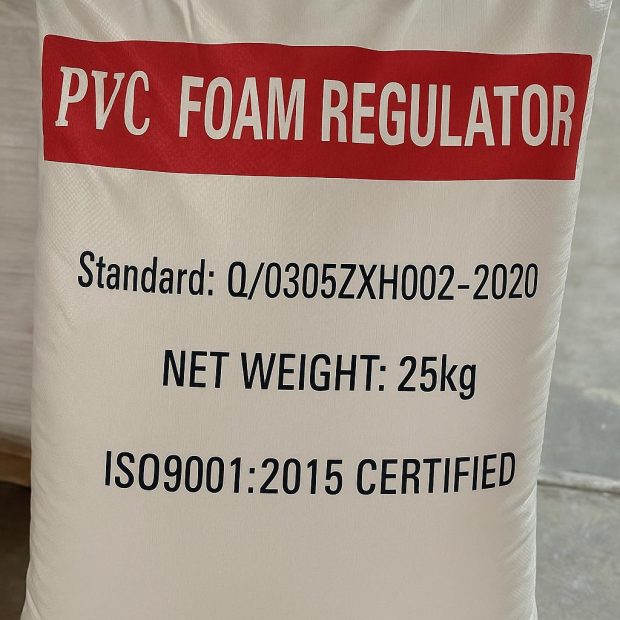 PVC FOAM REGULATOR
Standard: Q/0305ZXH002-2020
NET WEIGHT: 25kg
ISO9001:2015 CERTIFIED